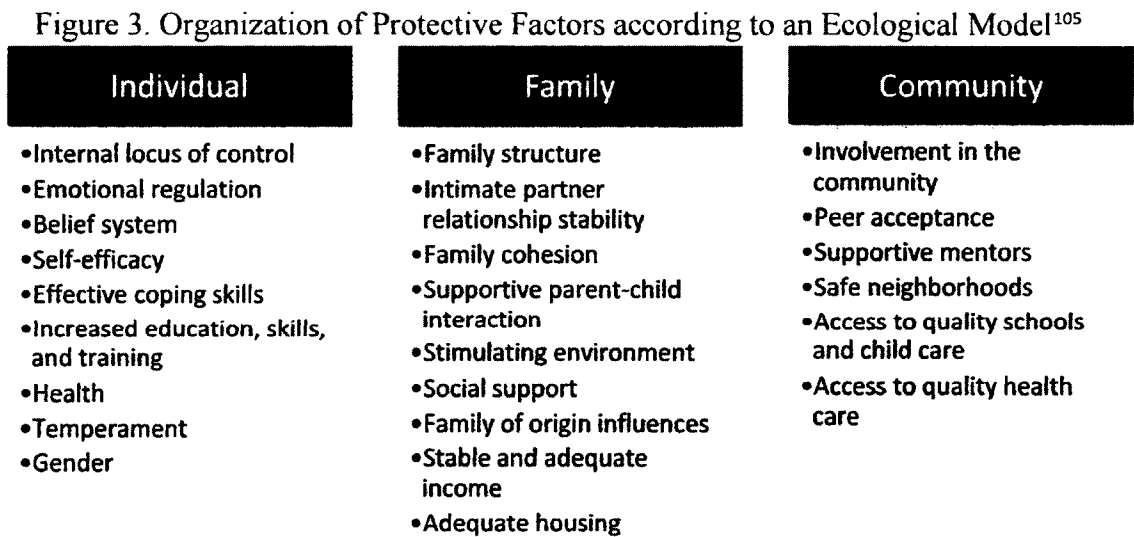 Figure 3. Organization of Protective Factors according to an Ecological Model¹⁰⁵
Individual
•Internal locus of control
•Emotional regulation
•Belief system
•Self-efficacy
•Effective coping skills
•Increased education, skills,
and training
•Health
•Temperament
•Gender
Family
•Family structure
•Intimate partner
relationship stability
•Family cohesion
•Supportive parent-child
interaction
•Stimulating environment
•Social support
•Family of origin influences
•Stable and adequate
income
•Adequate housing
Community
•Involvement in the
community
•Peer acceptance
•Supportive mentors
•Safe neighborhoods
•Access to quality schools
and child care
•Access to quality health
care